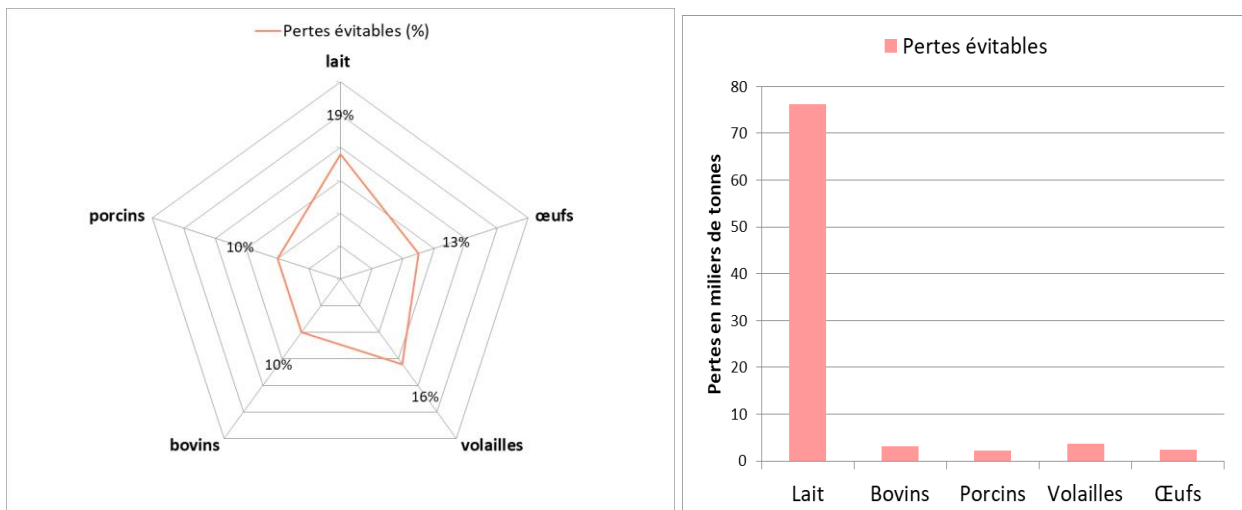 Pertes évitables (%)
lait
19%
porcins
10%
œufs
13%
10%
16%
bovins
volailles
Pertes évitables
Pertes en miliers de tonnes
80
70
60
50
40
30
20
10
0
Lait Bovins Porcins Volailles Œufs